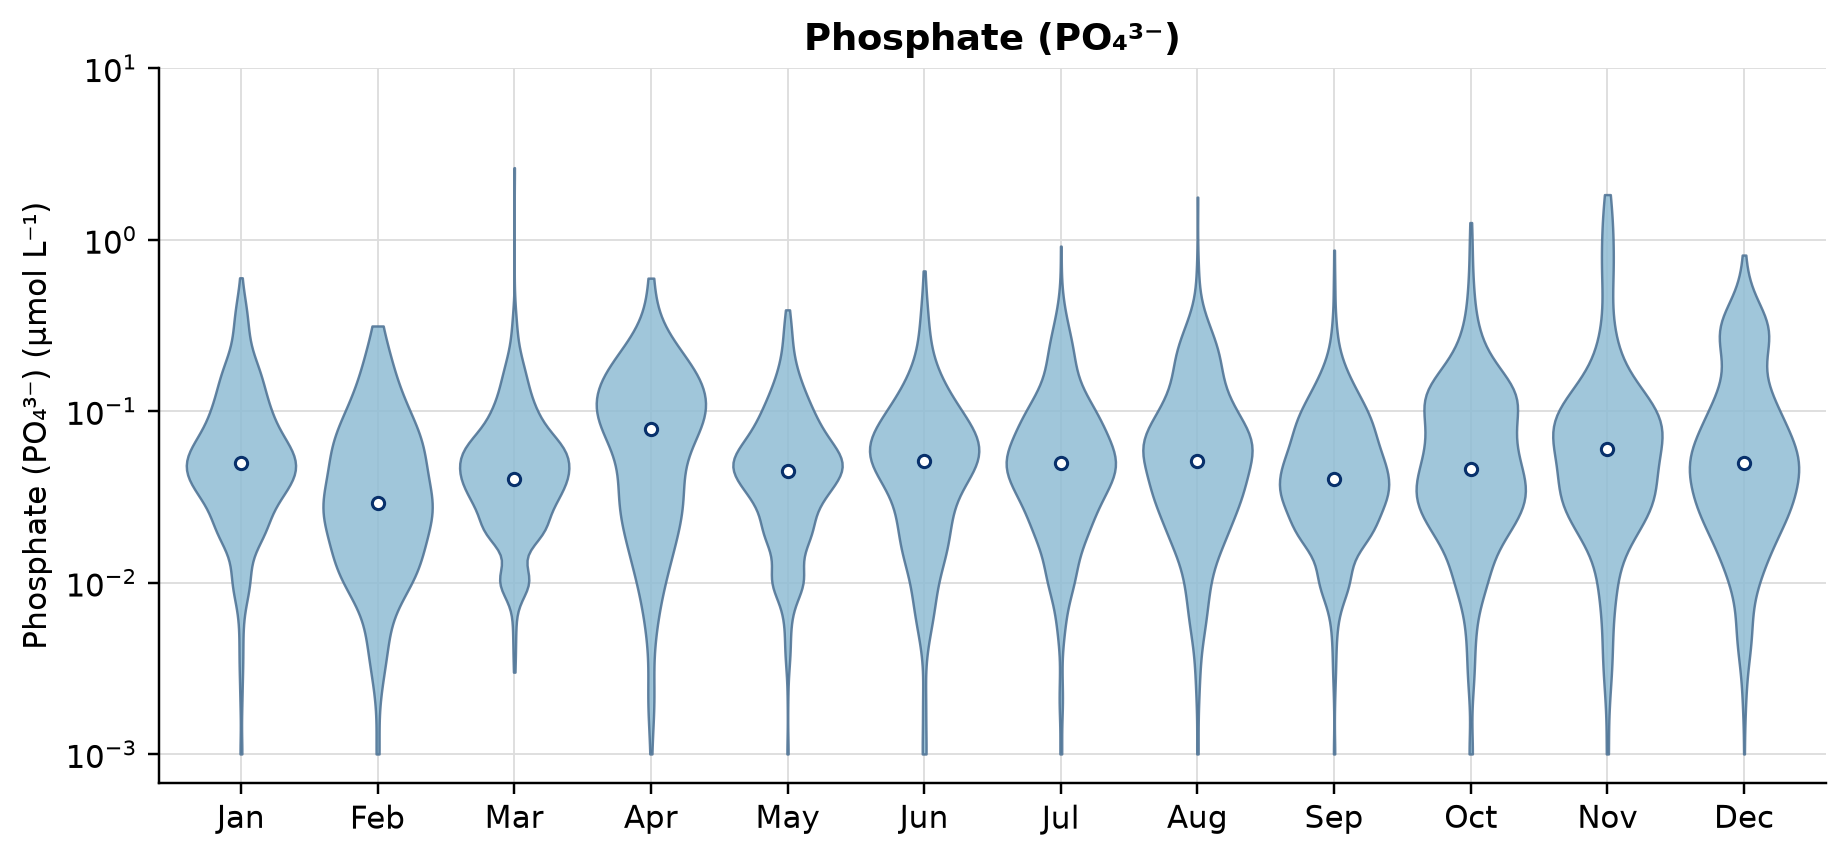 Phosphate (PO₄³⁻)
Phosphate (PO₄³⁻) (µmol L⁻¹)
10¹
10⁰
10⁻¹
10⁻²
10⁻³
Jan Feb Mar Apr May Jun Jul Aug Sep Oct Nov Dec